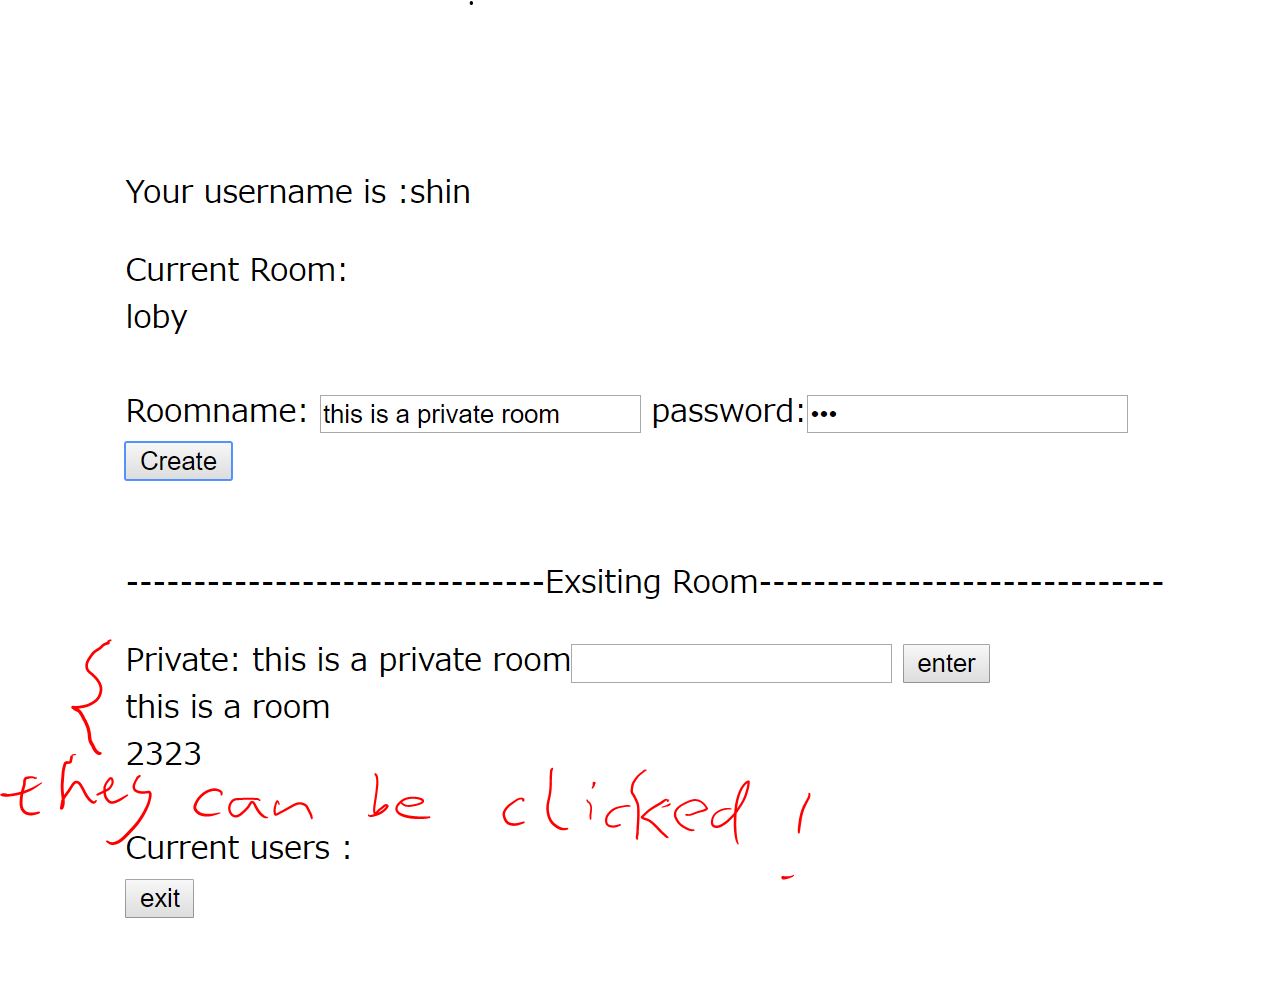 Your username is :shin
Current Room:
loby
Roomname: this is a private room password:•••
Create
-------------------------------Exsiting Room------------------------------
Private: this is a private room enter
this is a room
2323
they can be clicked !
Current users :
exit